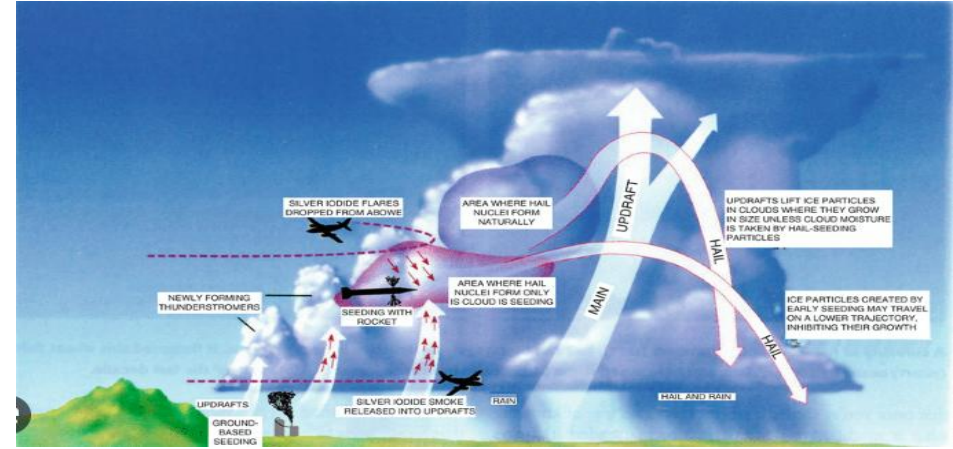 SILVER IODIDE FLARES
DROPPED FROM ABOWE
AREA WHERE HAIL
NUCLEI FORM
NATURALLY
UPDRAFT
MAIN
UPDRAFTS LIFT ICE PARTICLES
IN CLOUDS WHERE THEY GROW
IN SIZE UNLESS CLOUD MOISTURE
IS TAKEN BY HAIL-SEEDING
PARTICLES
HAIL
NEWLY FORMING
THUNDERSTROMERS
SEEDING WITH
ROCKET
AREA WHERE HAIL
NUCLEI FORM ONLY
IS CLOUD IS SEEDING
ICE PARTICLES CREATED BY
EARLY SEEDING MAY TRAVEL
ON A LOWER TRAJECTORY,
INHIBITING THEIR GROWTH
HAIL
UPDRAFTS
GROUND-
BASED
SEEDING
SILVER IODIDE SMOKE
RELEASED INTO UPDRAFTS
RAIN
HAIL AND RAIN